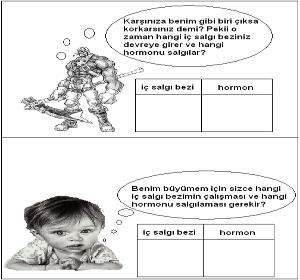 Karşınıza benim gibi biri çıksa
korkarsınız demi? Pekii o
zaman hangi iç salgı beziniz
devreye girer ve hangi
hormonu salgılar?
iç salgı bezi
hormon
Benim büyümem için sizce hangi
iç salgı bezimin çalışması ve hangi
hormonu salgılaması gerekir?
iç salgı bezi
hormon